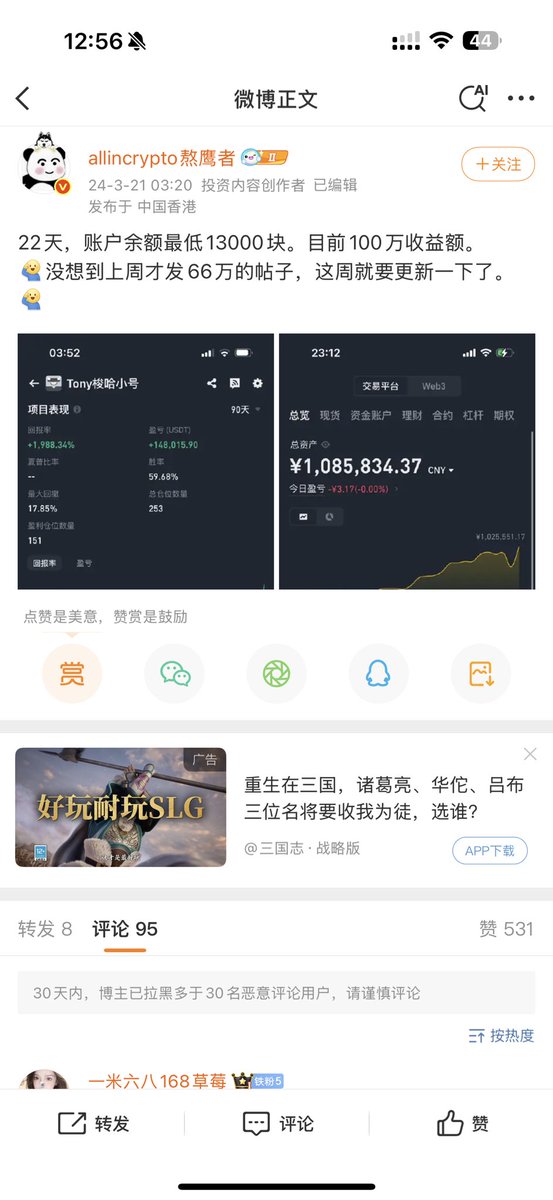 12:56
44
微博正文
AI
allincrypto熬鹰者
II
+关注
24-3-21 03:20 投资内容创作者 已编辑
发布于 中国香港
22天，账户余额最低13000块。目前100万收益额。
没想到上周才发66万的帖子，这周就要更新一下了。
03:52
Tony梭哈小号
项目表现
90天
回报率
盈亏 (USDT)
+1,988.34%
+148,015.90
夏普比率
胜率
--
59.68%
最大回撤
总仓位数量
17.85%
253
盈利仓位数量
151
回报率
盈亏
23:12
交易平台
Web3
总览 现货 资金账户 理财 合约 杠杆 期权
总资产
¥1,085,834.37 CNY
今日盈亏 -¥3.17(-0.00%)
¥1,025,551.17
点赞是美意，赞赏是鼓励
赏
广告
好玩耐玩SLG
12+
重生在三国，诸葛亮、华佗、吕布
三位名将要收我为徒，选谁？
@三国志·战略版
APP下载
转发 8
评论 95
赞 531
30天内，博主已拉黑多于30名恶意评论用户，请谨慎评论
按热度
一米六八168草莓
铁粉5
转发
评论
赞